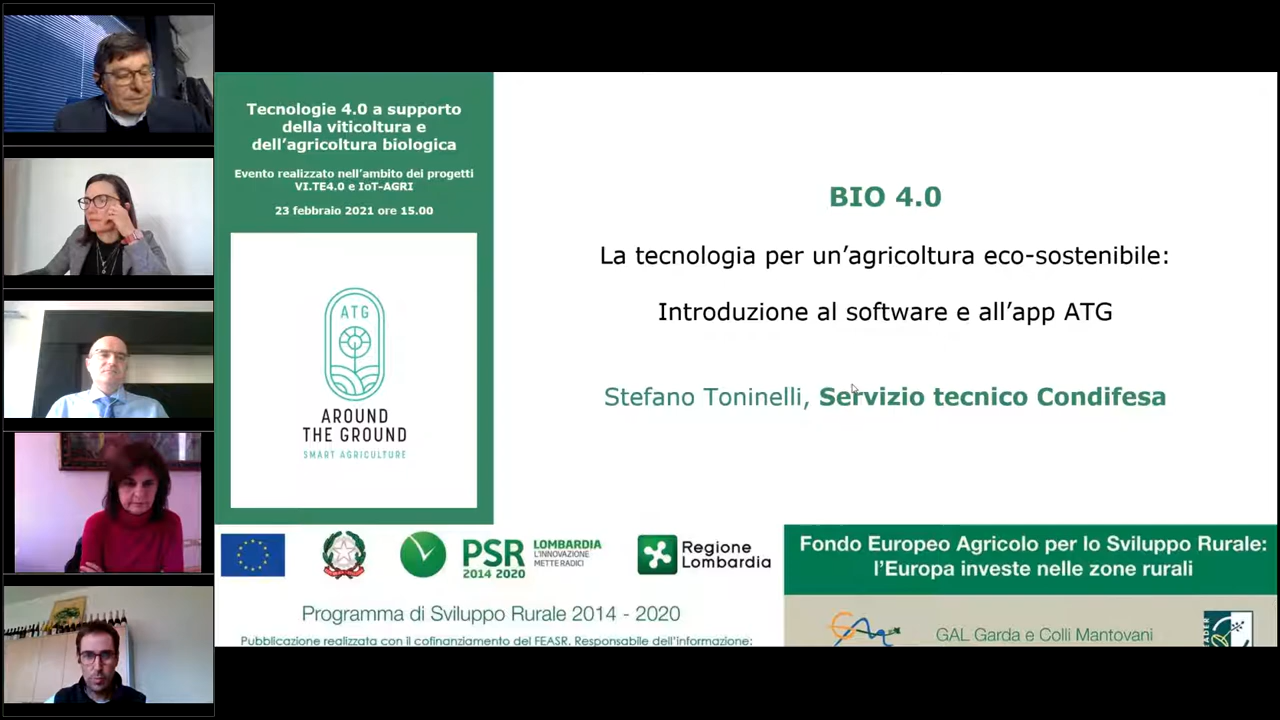 Tecnologie 4.0 a supporto
della viticoltura e
dell'agricoltura biologica
Evento realizzato nell'ambito dei progetti
VI.TE4.0 e IoT-AGRI
23 febbraio 2021 ore 15.00
ATG
AROUND
THE GROUND
SMART AGRICULTURE
BIO 4.0
La tecnologia per un'agricoltura eco-sostenibile:
Introduzione al software e all'app ATG
Stefano Toninelli, Servizio tecnico Condifesa
PSR
2014 2020
LOMBARDIA
L'INNOVAZIONE
METTE RADICI
Regione
Lombardia
Programma di Sviluppo Rurale 2014 - 2020
Pubblicazione realizzata con il cofinanziamento del FEASR. Responsabile dell'informazione:
Fondo Europeo Agricolo per lo Sviluppo Rurale:
l'Europa investe nelle zone rurali
GAL Garda e Colli Mantovani